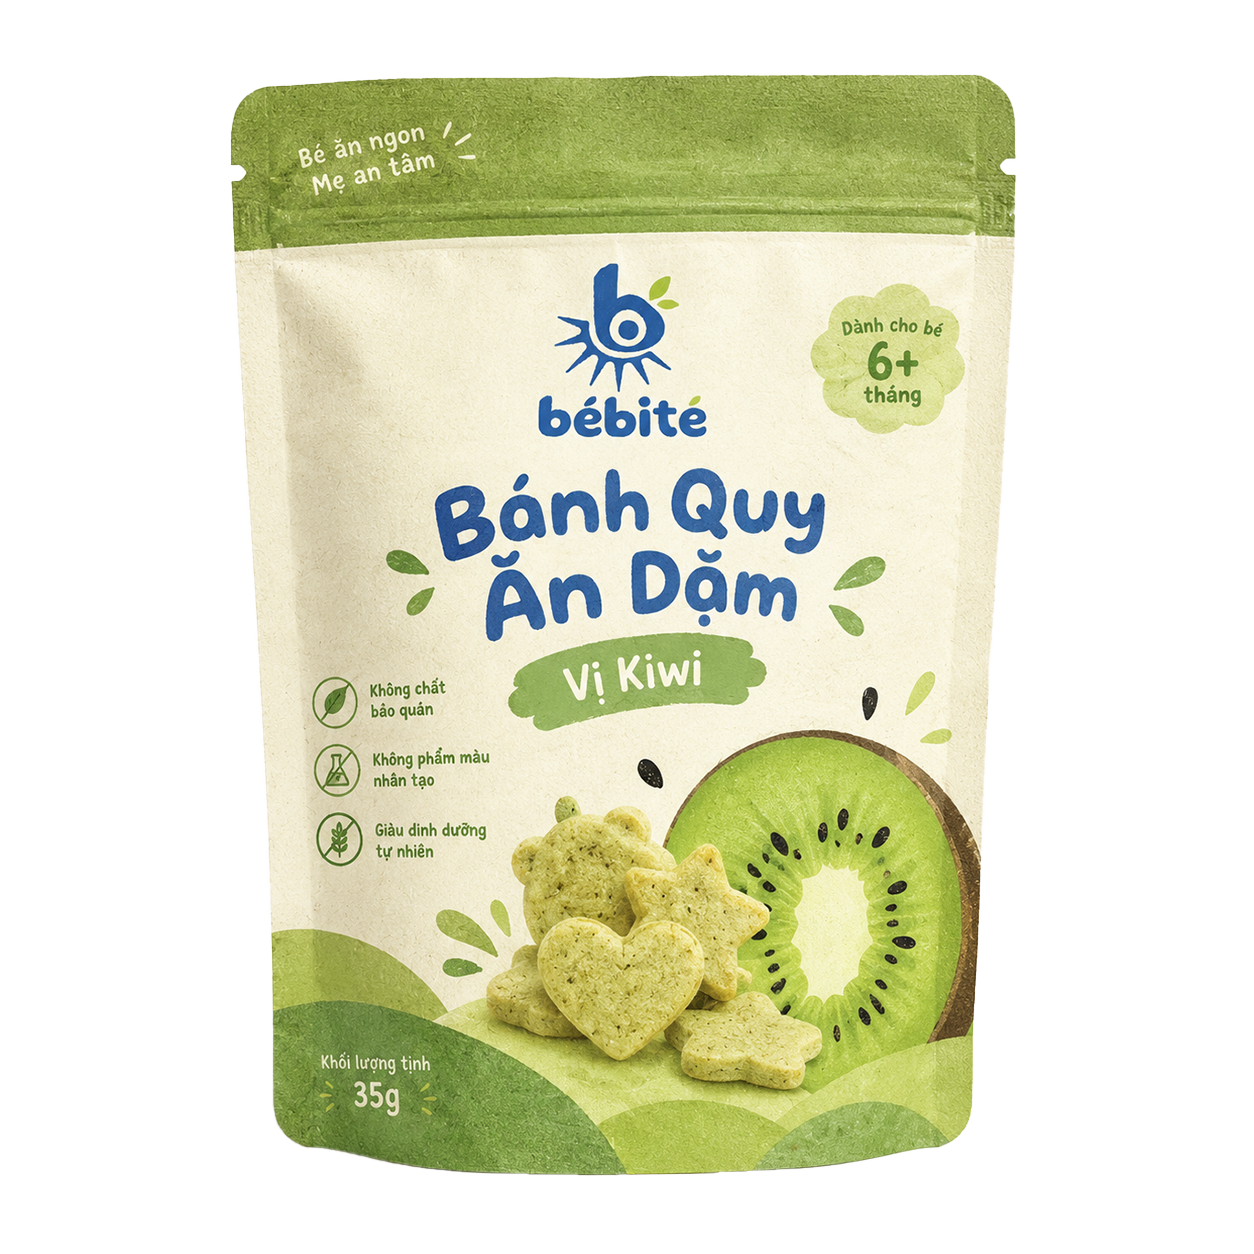 Bé ăn ngon
Mẹ an tâm
bébité
Dành cho bé
6+
tháng
Bánh Quy
Ăn Dặm
Vị Kiwi
Không chất
bảo quản
Không phẩm màu
nhân tạo
Giàu dinh dưỡng
tự nhiên
Khối lượng tịnh
35g